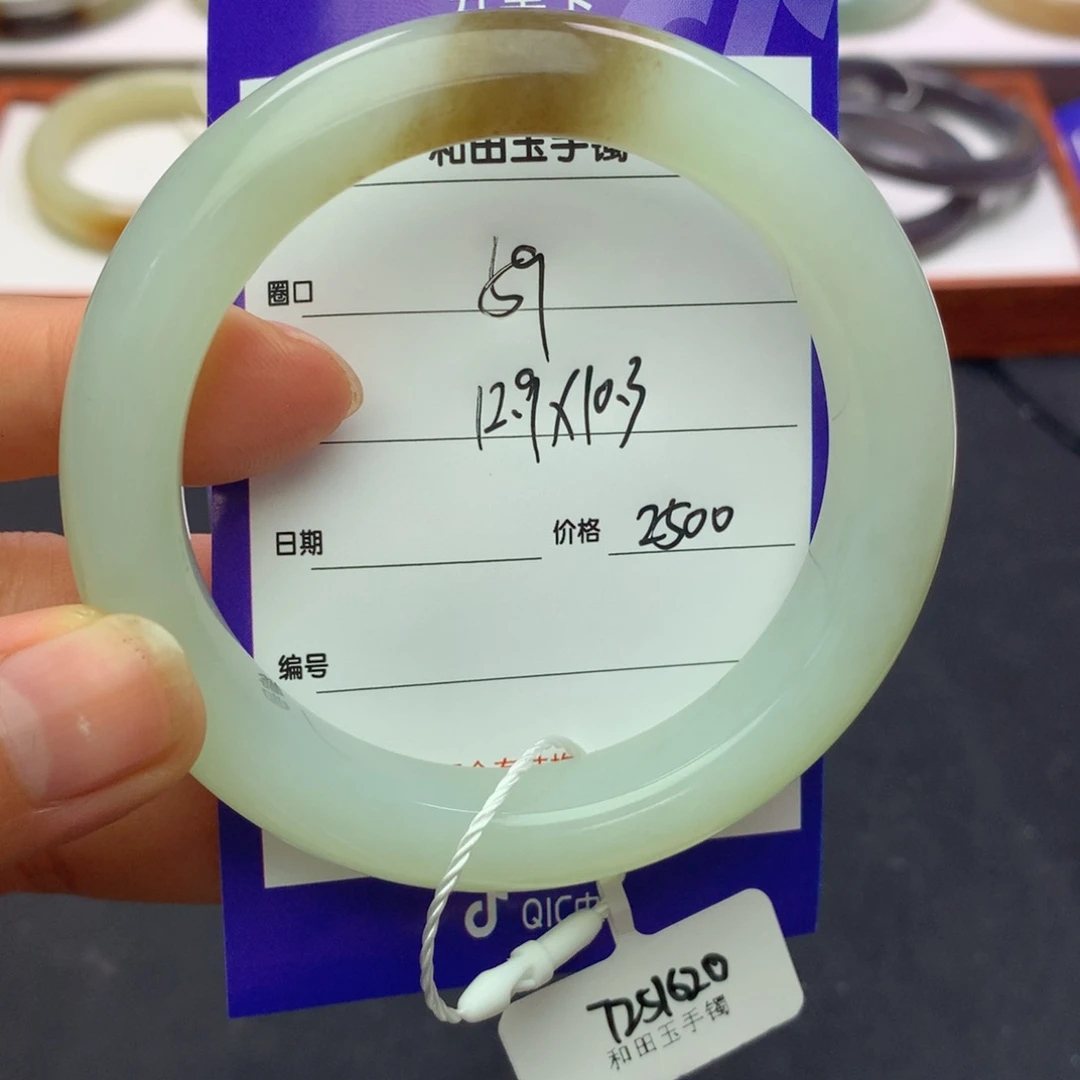 和田玉手镯
圈口 59
12.9X10.3
日期
价格 2500
编号
QIC
T251620
和田玉手镯